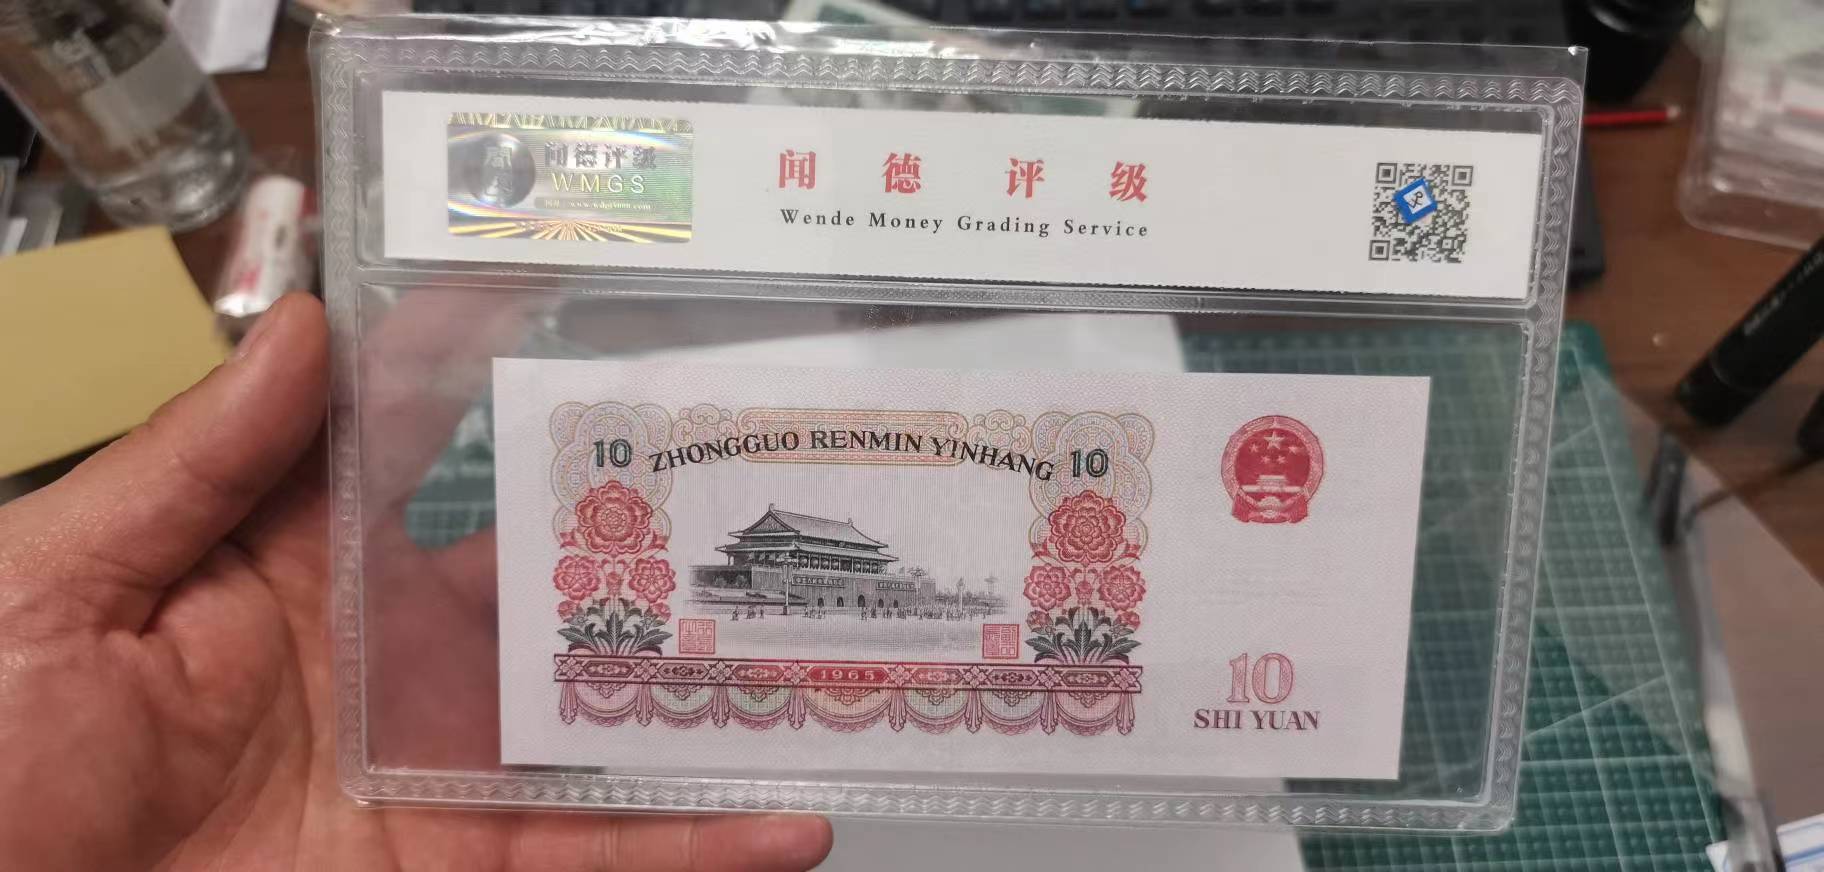 闻德评级
WMGS
闻德评级
Wende Money Grading Service
10 ZHONGGUO RENMIN YINHANG 10
1965
10
SHI YUAN